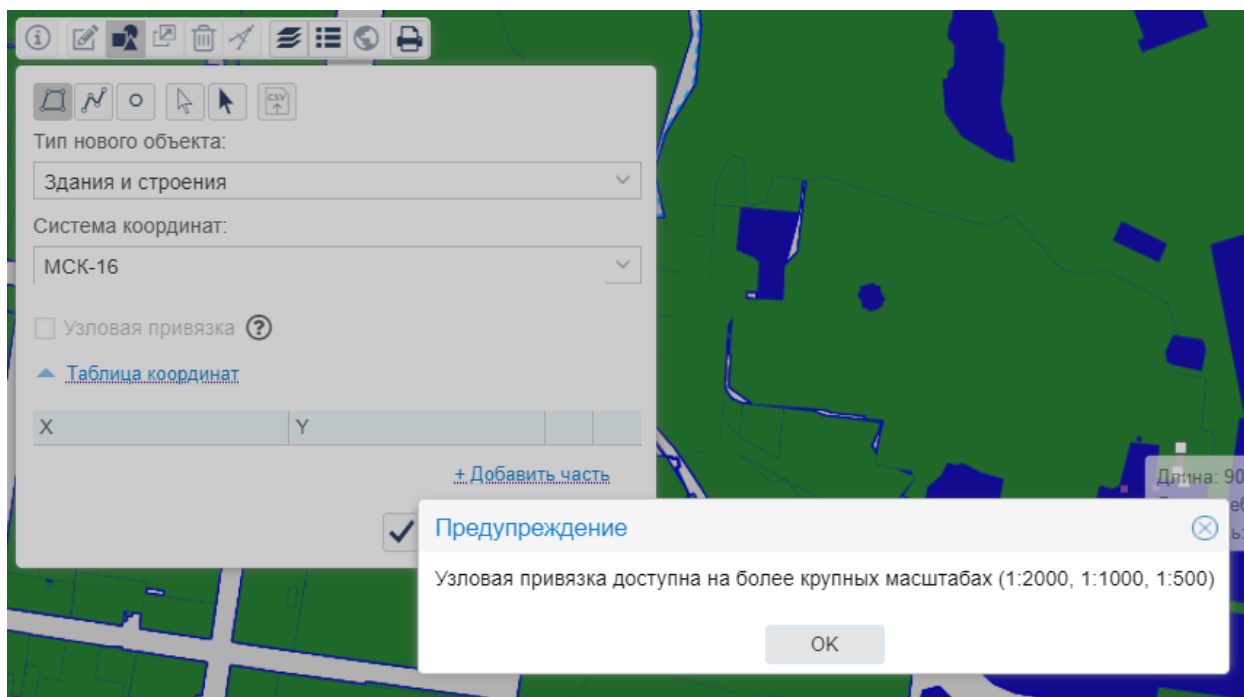 CSV
Тип нового объекта:
Здания и строения
Система координат:
МСК-16
Узловая привязка ?
Таблица координат
X Y
+ Добавить часть
Длина: 90
Предупреждение
Узловая привязка доступна на более крупных масштабах (1:2000, 1:1000, 1:500)
OK